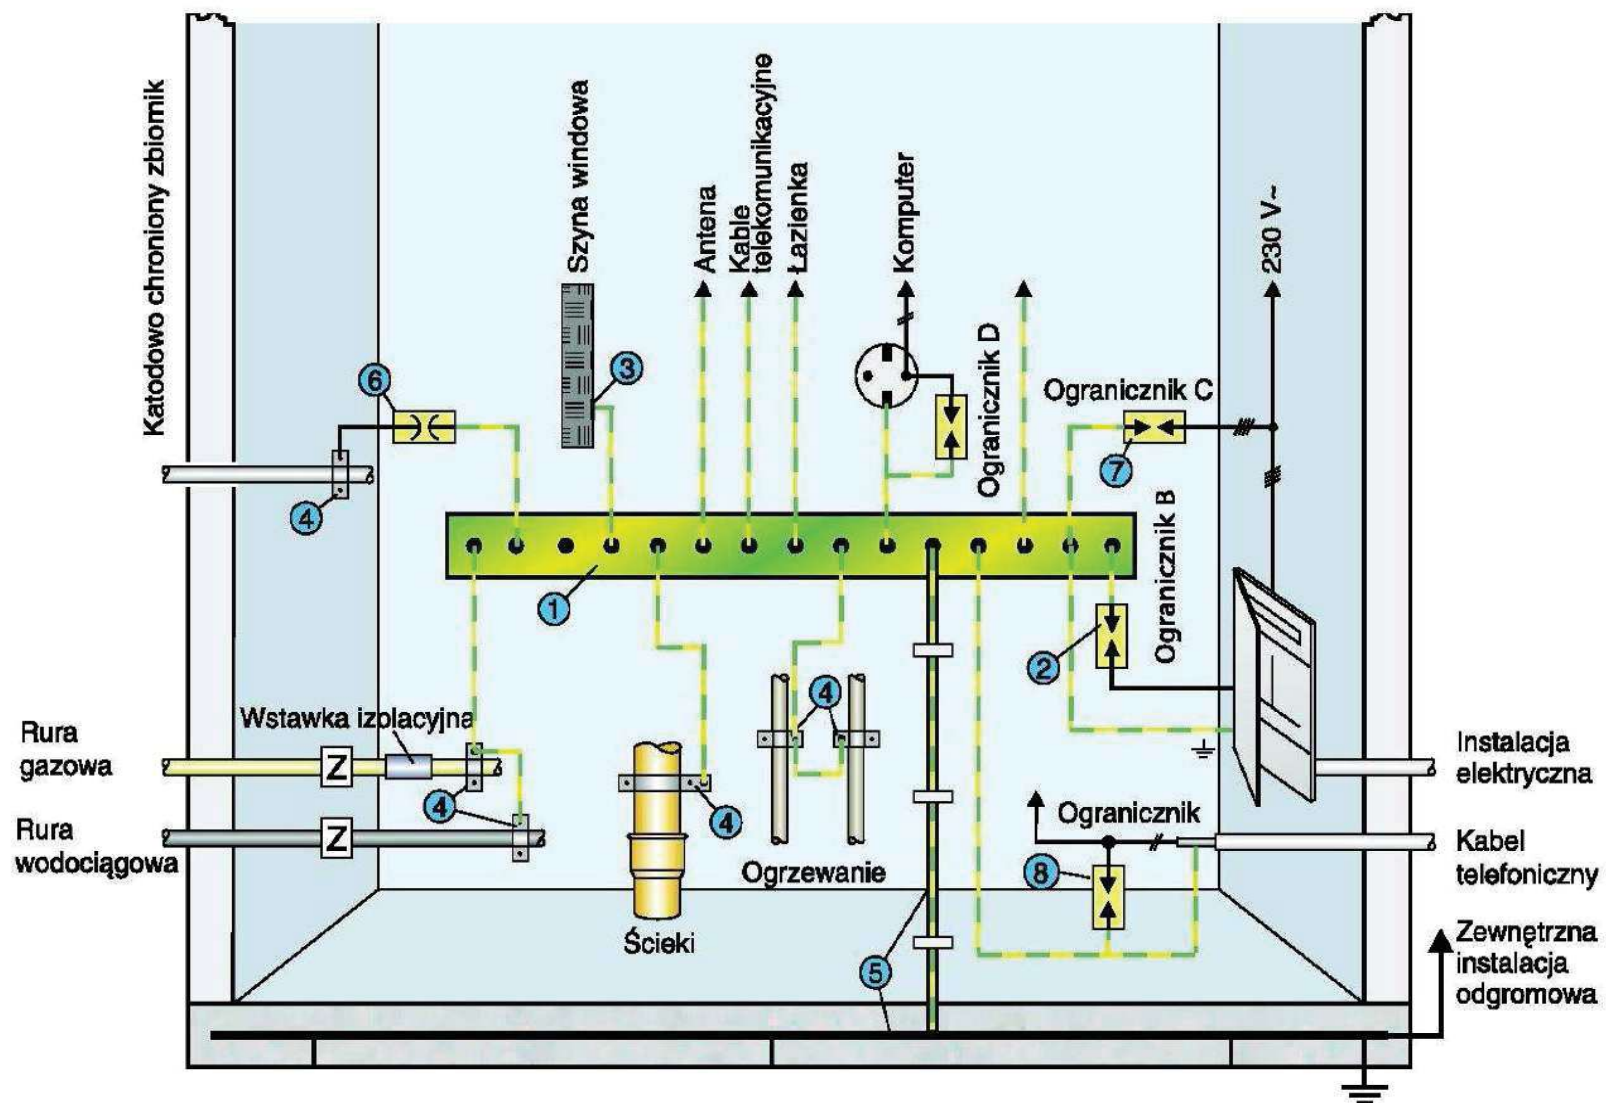 Katodowo chroniony zbiornik
Szyna windowa
Antena
Kable
telekomunikacyjne
Łazienka
Komputer
230 V~
Ogranicznik D
Ogranicznik C
Ogranicznik B
6
3
4
7
1
2
4
Wstawka izolacyjna
Rura
gazowa
Z
4
4
Rura
wodociągowa
Z
Ogrzewanie
Ścieki
5
Ogranicznik
8
Instalacja
elektryczna
Kabel
telefoniczny
Zewnętrzna
instalacja
odgromowa